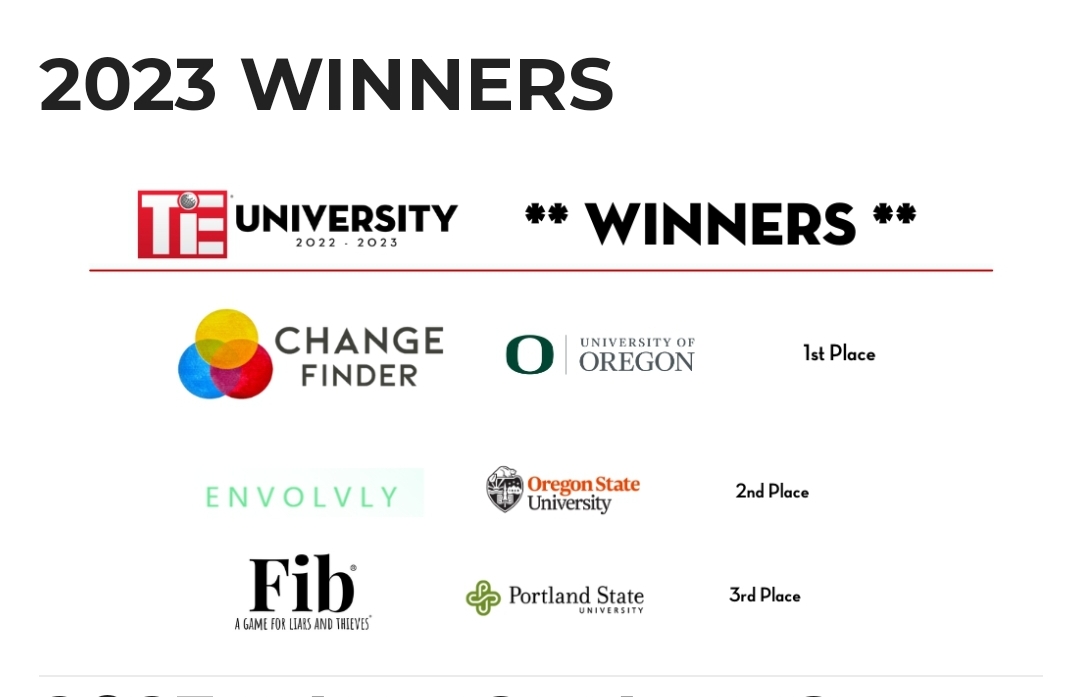 2023 WINNERS
TiE UNIVERSITY ** WINNERS **
2022 - 2023
CHANGE
FINDER
O UNIVERSITY OF
OREGON
1st Place
ENVOLVLY
Oregon State
University
2nd Place
Fib®
A GAME FOR LIARS AND THIEVES
Portland State
UNIVERSITY
3rd Place